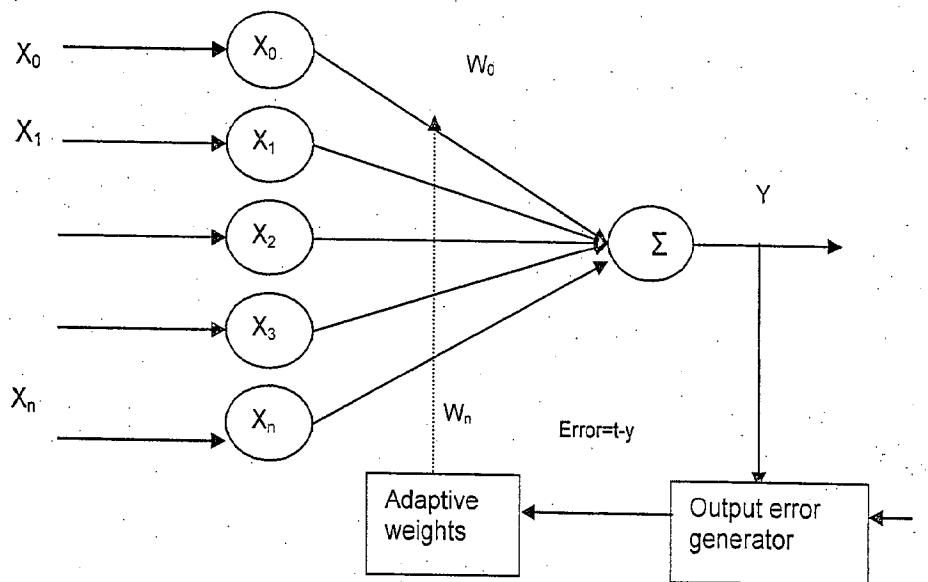 X₀
X₀
W₀
X₁
X₁
Y
X₂
Σ
X₃
Xₙ
Xₙ
Wₙ
Error=t-y
Adaptive
weights
Output error
generator